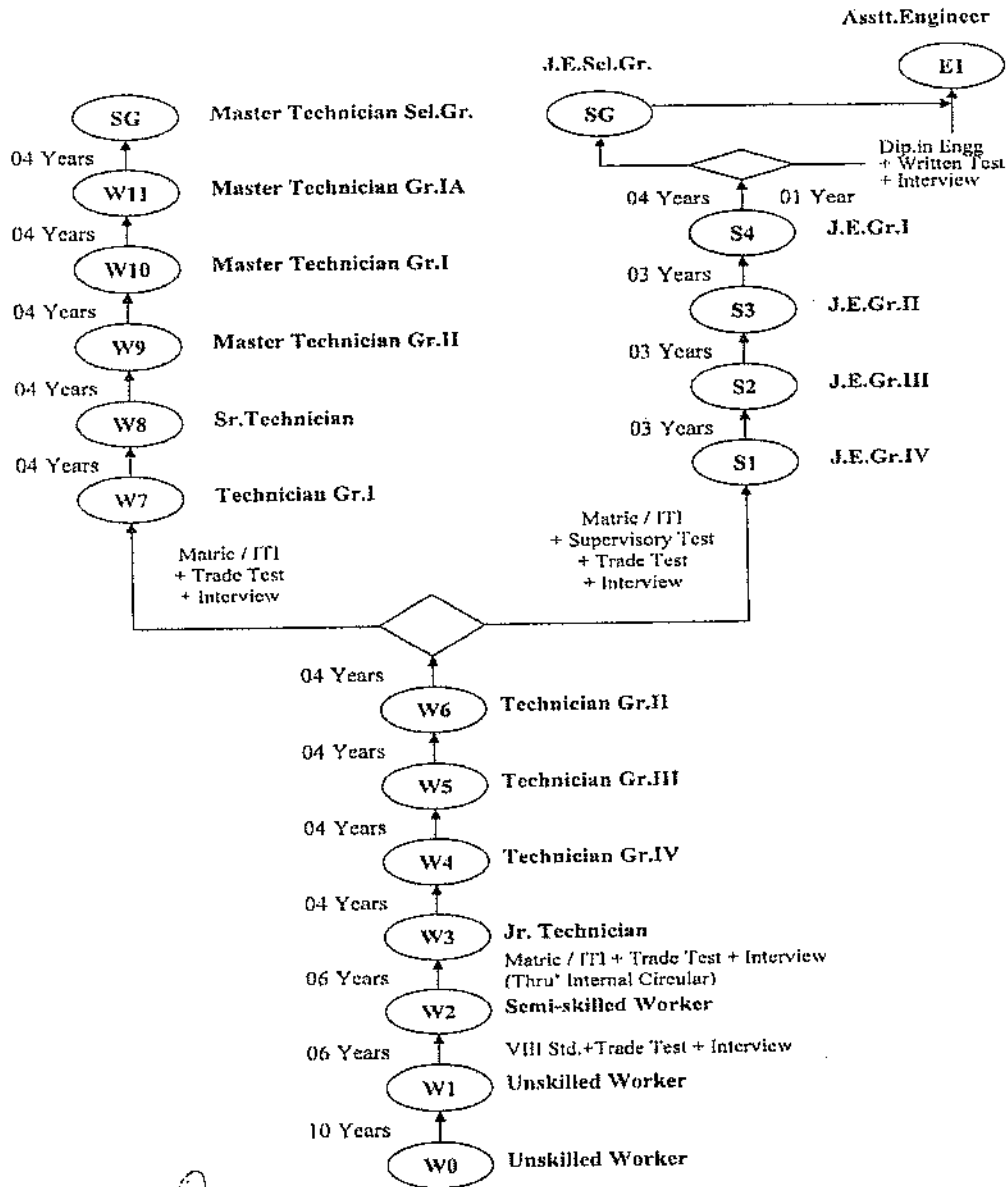 Asstt.Engineer
E1
J.E.Sel.Gr.
SG
Dip.in Engg
+ Written Test
+ Interview
04 Years
01 Year
S4
J.E.Gr.I
03 Years
S3
J.E.Gr.II
03 Years
S2
J.E.Gr.III
03 Years
S1
J.E.Gr.IV
Matric / ITI
+ Supervisory Test
+ Trade Test
+ Interview
SG
Master Technician Sel.Gr.
04 Years
W11
Master Technician Gr.IA
04 Years
W10
Master Technician Gr.I
04 Years
W9
Master Technician Gr.II
04 Years
W8
Sr.Technician
04 Years
W7
Technician Gr.I
Matric / ITI
+ Trade Test
+ Interview
04 Years
W6
Technician Gr.II
04 Years
W5
Technician Gr.III
04 Years
W4
Technician Gr.IV
04 Years
W3
Jr. Technician
Matric / ITI + Trade Test + Interview
(Thru' Internal Circular)
06 Years
W2
Semi-skilled Worker
VIII Std.+Trade Test + Interview
06 Years
W1
Unskilled Worker
10 Years
W0
Unskilled Worker